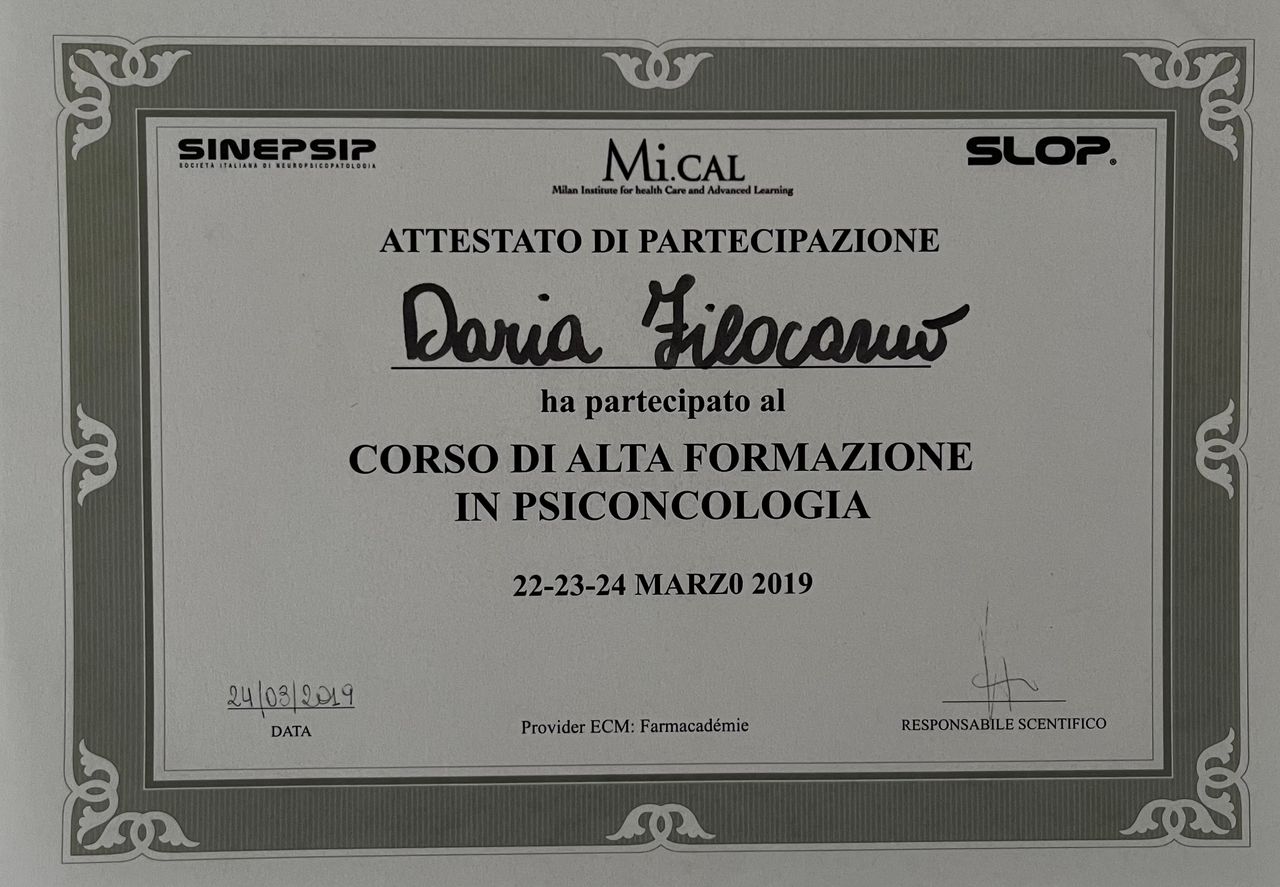 SINEPSIP
SOCIETÀ ITALIANA DI NEUROPSICOPATOLOGIA
Mi.CAL
Milan Institute for health Care and Advanced Learning
SLOP®
ATTESTATO DI PARTECIPAZIONE
Daria Filocamo
ha partecipato al
CORSO DI ALTA FORMAZIONE
IN PSICONCOLOGIA
22-23-24 MARZ0 2019
24/03/2019
DATA
Provider ECM: Farmacadémie
RESPONSABILE SCENTIFICO